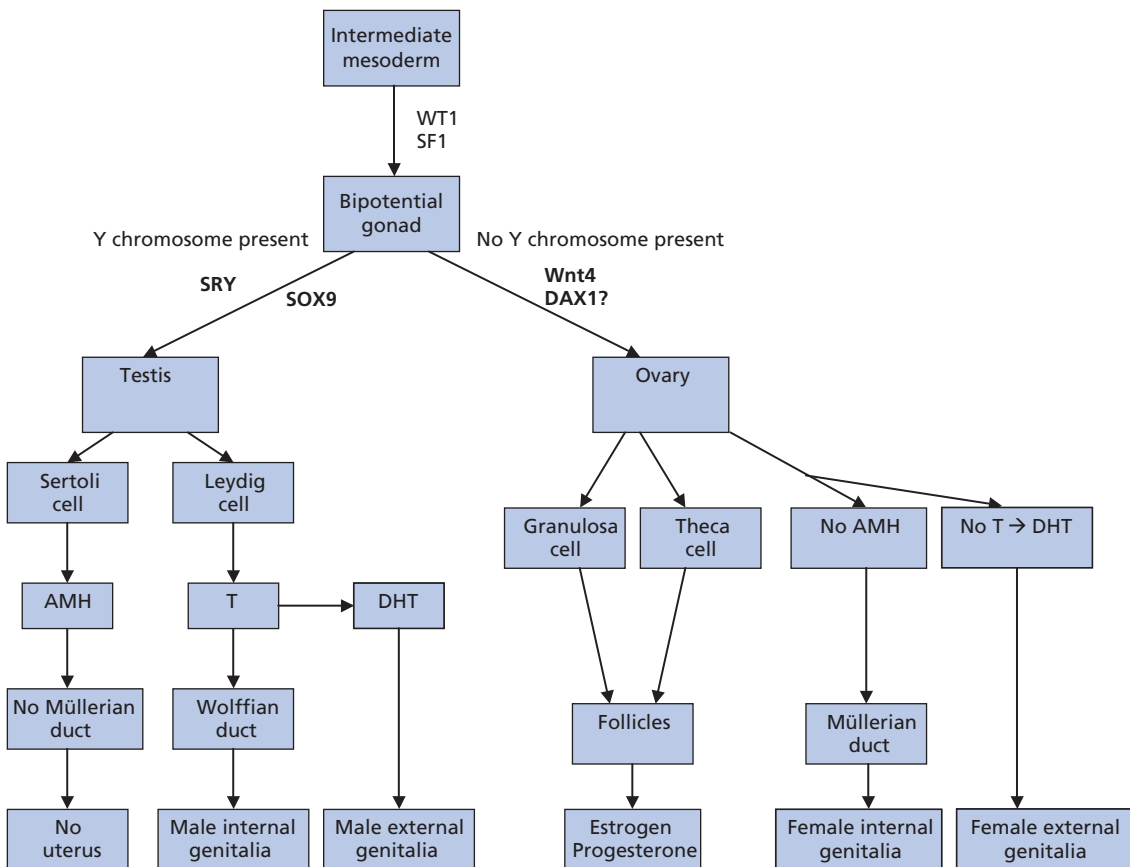 Intermediate
mesoderm
WT1
SF1
Bipotential
gonad
Y chromosome present
No Y chromosome present
SRY
SOX9
Wnt4
DAX1?
Testis
Ovary
Sertoli
cell
Leydig
cell
Granulosa
cell
Theca
cell
No AMH
No T → DHT
AMH
T
DHT
No Müllerian
duct
Wolffian
duct
Follicles
Müllerian
duct
No
uterus
Male internal
genitalia
Male external
genitalia
Estrogen
Progesterone
Female internal
genitalia
Female external
genitalia